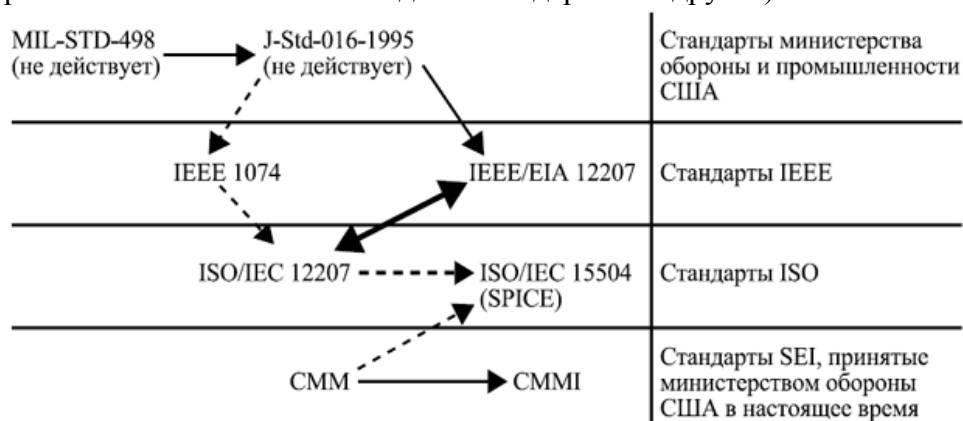 MIL-STD-498
(не действует)
J-Std-016-1995
(не действует)
Стандарты министерства
обороны и промышленности
США
IEEE 1074
IEEE/EIA 12207
Стандарты IEEE
ISO/IEC 12207
ISO/IEC 15504
(SPICE)
Стандарты ISO
CMM
CMMI
Стандарты SEI, принятые
министерством обороны
США в настоящее время